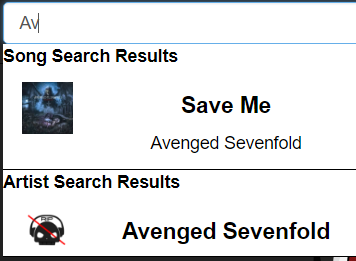 Av
Song Search Results
Save Me
Avenged Sevenfold
Artist Search Results
Avenged Sevenfold